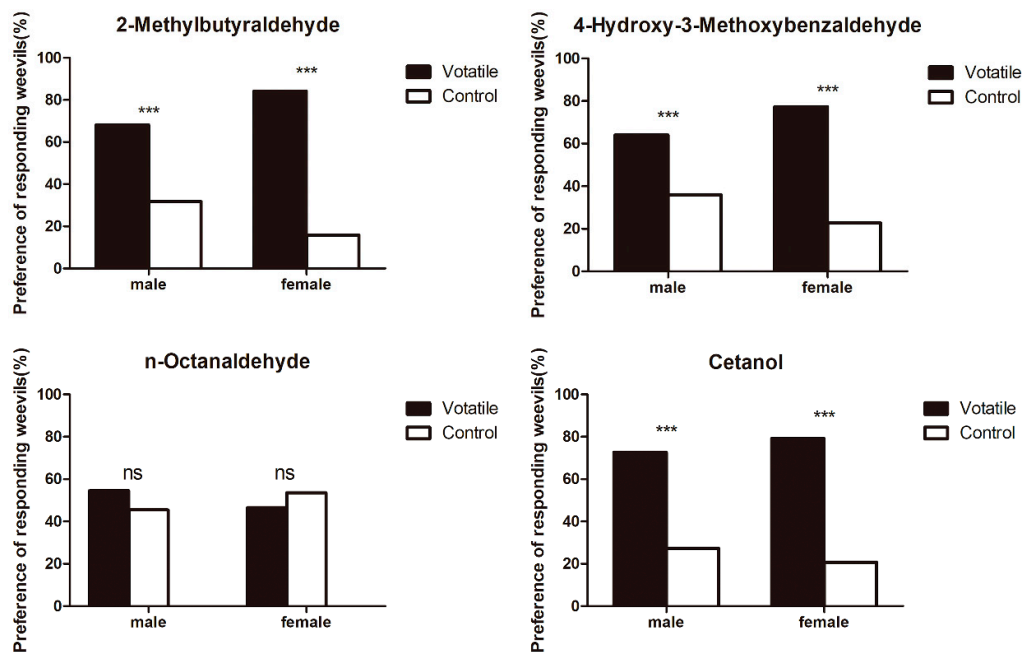 2-Methylbutyraldehyde
Preference of responding weevils(%)
100
80
60
40
20
0
***
***
male
female
Votatile
Control
4-Hydroxy-3-Methoxybenzaldehyde
Preference of responding weevils(%)
100
80
60
40
20
0
***
***
male
female
Votatile
Control
n-Octanaldehyde
Preference of responding weevils(%)
100
80
60
40
20
0
ns
ns
male
female
Votatile
Control
Cetanol
Preference of responding weevils(%)
100
80
60
40
20
0
***
***
male
female
Votatile
Control